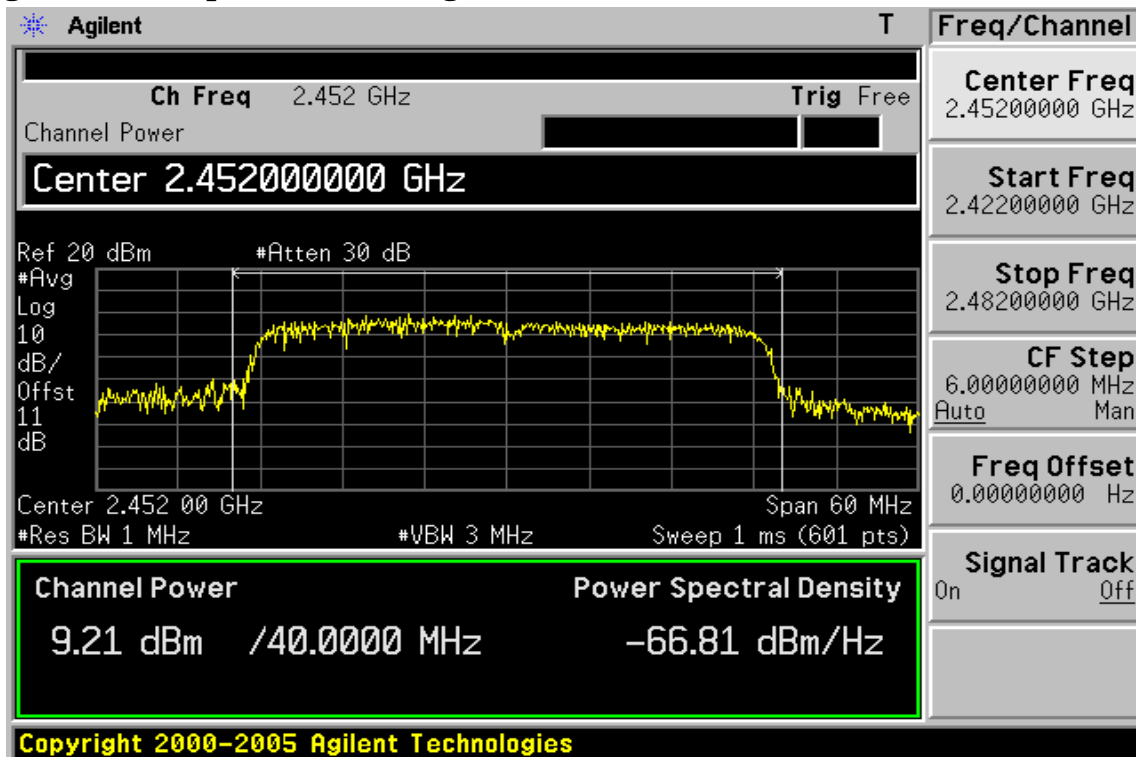 Agilent T
Ch Freq 2.452 GHz Trig Free
Channel Power
Center 2.452000000 GHz
Ref 20 dBm #Atten 30 dB
#Avg
Log
10
dB/
Offst
11
dB
Center 2.452 00 GHz Span 60 MHz
#Res BW 1 MHz #VBW 3 MHz Sweep 1 ms (601 pts)
Channel Power Power Spectral Density
9.21 dBm /40.0000 MHz -66.81 dBm/Hz
Copyright 2000-2005 Agilent Technologies
Freq/Channel
Center Freq
2.45200000 GHz
Start Freq
2.42200000 GHz
Stop Freq
2.48200000 GHz
CF Step
6.00000000 MHz
Auto Man
Freq Offset
0.00000000 Hz
Signal Track
On Off